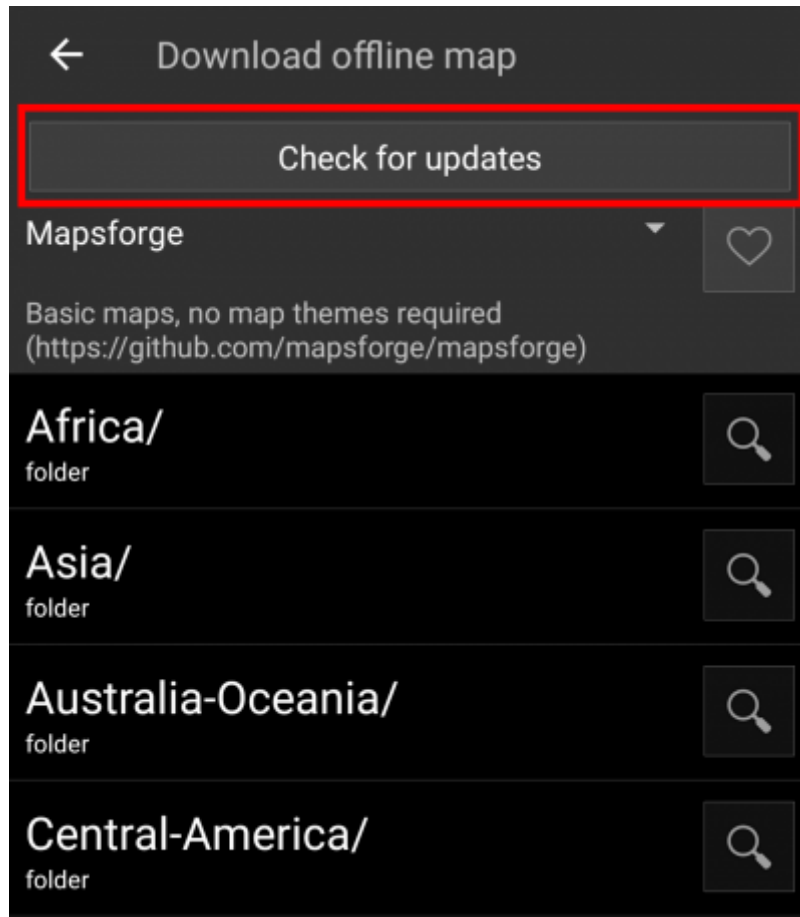 Download offline map
Check for updates
Mapsforge
Basic maps, no map themes required
(https://github.com/mapsforge/mapsforge)
Africa/
folder
Asia/
folder
Australia-Oceania/
folder
Central-America/
folder